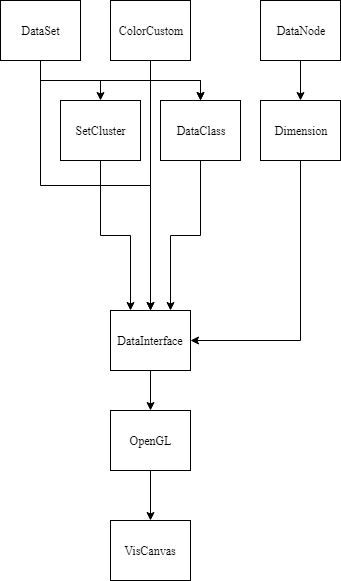 DataSet
ColorCustom
DataNode
SetCluster
DataClass
Dimension
DataInterface
OpenGL
VisCanvas